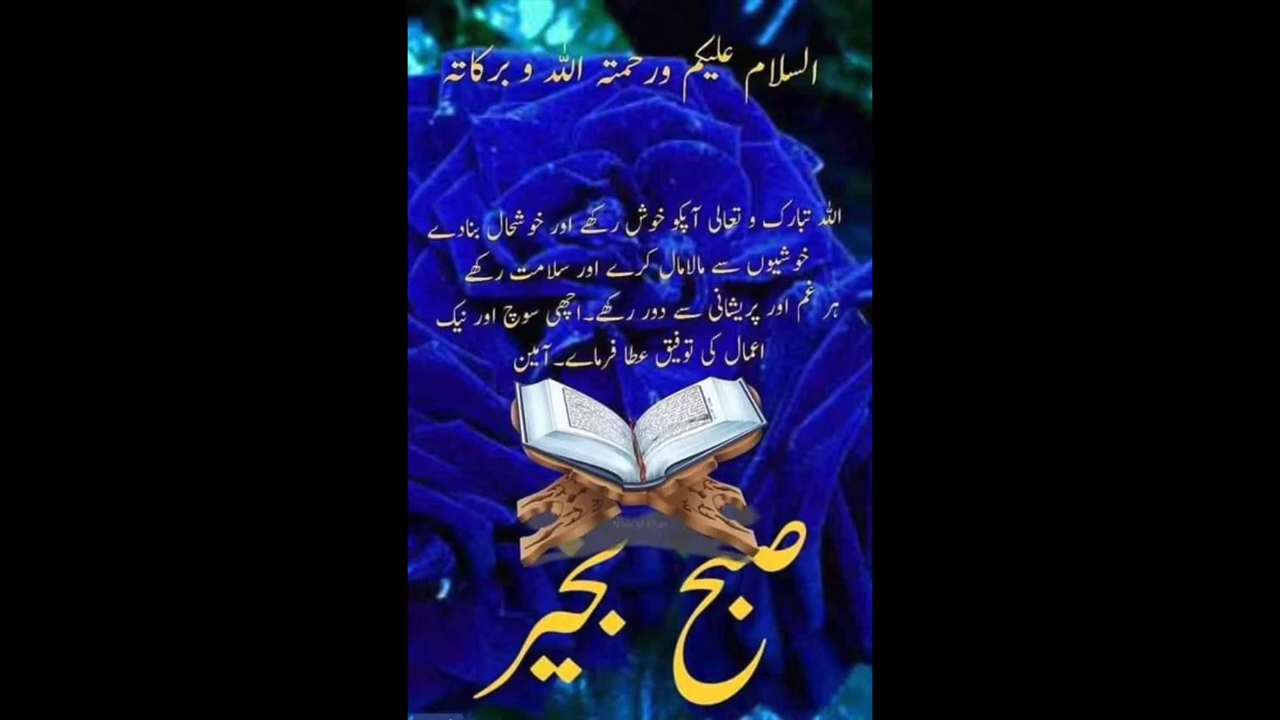 السلام علیکم ورحمتہ اللہ و برکاتہ
اللہ تبارک و تعالی آپکو خوش رکھے اور خوشحال بنادے
خوشیوں سے مالامال کرے اور سلامت رکھے
ہر غم اور پریشانی سے دور رکھے۔اچھی سوچ اور نیک
اعمال کی توفیق عطا فرماے۔آمین
صبح بخیر